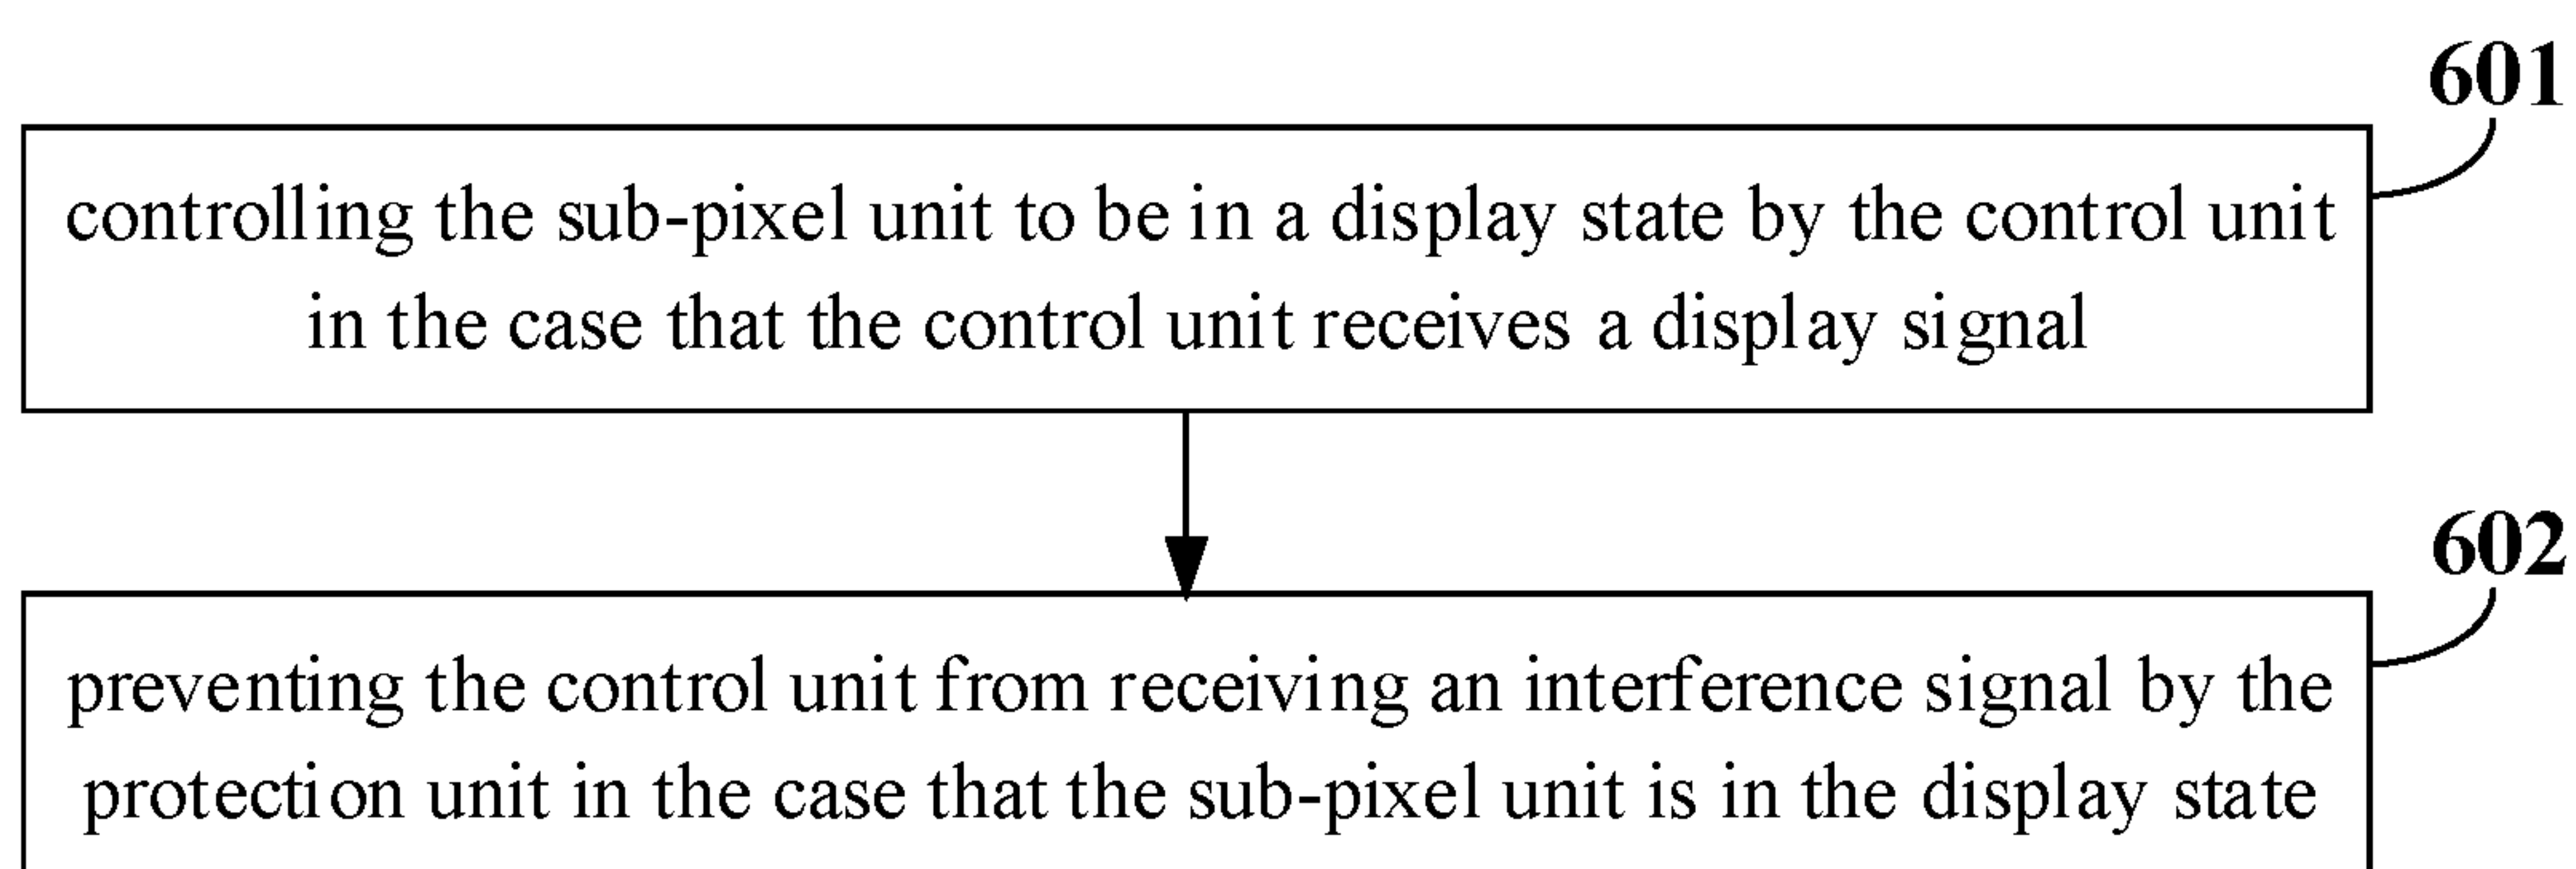 601
controlling the sub-pixel unit to be in a display state by the control unit
in the case that the control unit receives a display signal
602
preventing the control unit from receiving an interference signal by the
protection unit in the case that the sub-pixel unit is in the display state